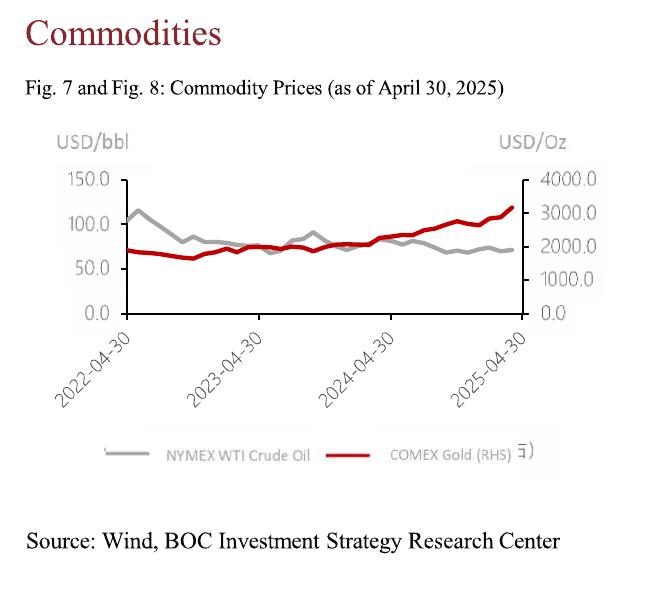 Commodities
Fig. 7 and Fig. 8: Commodity Prices (as of April 30, 2025)
USD/bbl USD/Oz
150.0 4000.0
3000.0
100.0
2000.0
50.0
1000.0
0.0 0.0
2022-04-30 2023-04-30 2024-04-30 2025-04-30
NYMEX WTI Crude Oil COMEX Gold (RHS)
Source: Wind, BOC Investment Strategy Research Center